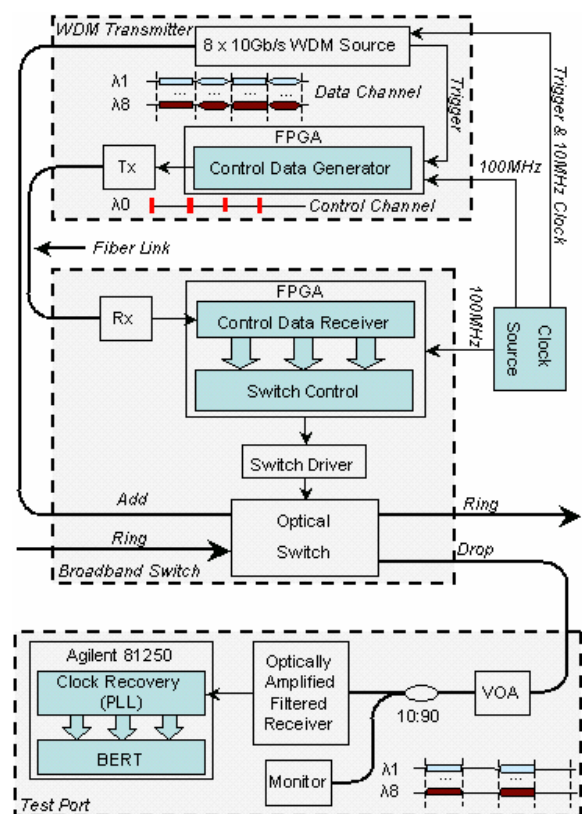 WDM Transmitter
8 x 10Gb/s WDM Source
λ1
...
...
λ8
Data Channel
Trigger
Trigger & 10MHz Clock
FPGA
Control Data Generator
Tx
100MHz
λ0
Control Channel
Fiber Link
FPGA
Rx
Control Data Receiver
100MHz
Clock
Source
Switch Control
Switch Driver
Add
Optical
Switch
Ring
Ring
Drop
Broadband Switch
Agilent 81250
Clock Recovery
(PLL)
BERT
Optically
Amplified
Filtered
Receiver
10:90
VOA
Monitor
λ1
...
...
λ8
Test Port